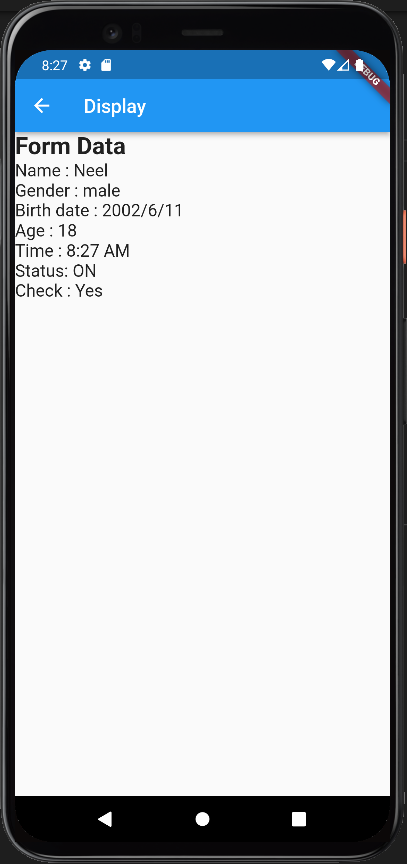 8:27
DEBUG
Display
Form Data
Name : Neel
Gender : male
Birth date : 2002/6/11
Age : 18
Time : 8:27 AM
Status: ON
Check : Yes